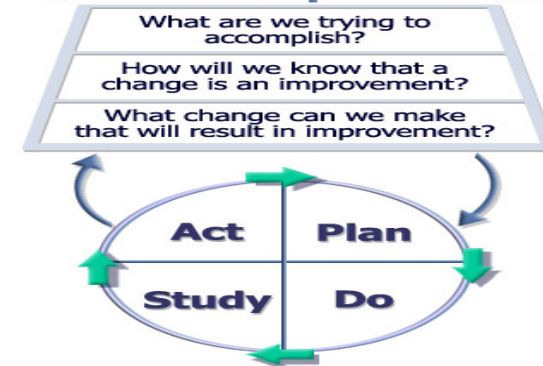 What are we trying to
accomplish?
How will we know that a
change is an improvement?
What change can we make
that will result in improvement?
Act
Plan
Study
Do